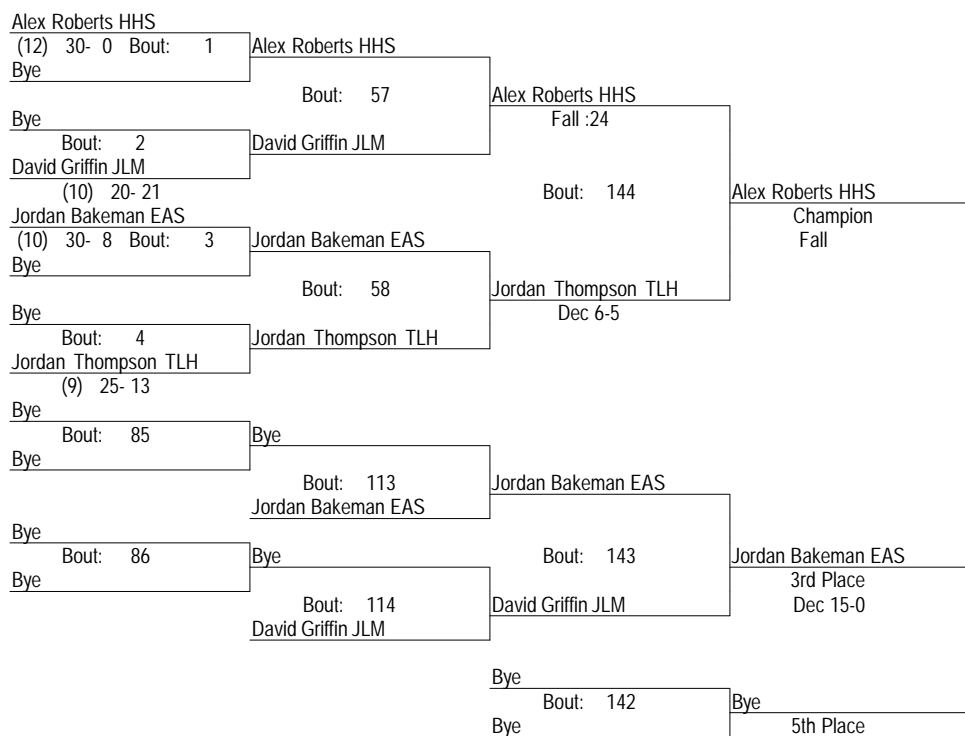 Alex Roberts HHS
(12) 30- 0 Bout: 1 Alex Roberts HHS
Bye
Bout: 57 Alex Roberts HHS
Bye Fall :24
Bout: 2 David Griffin JLM
David Griffin JLM
(10) 20- 21 Bout: 144 Alex Roberts HHS
Jordan Bakeman EAS Champion
(10) 30- 8 Bout: 3 Jordan Bakeman EAS Fall
Bye
Bout: 58 Jordan Thompson TLH
Bye Dec 6-5
Bout: 4 Jordan Thompson TLH
Jordan Thompson TLH
(9) 25- 13
Bye
Bout: 85 Bye
Bye
Bout: 113 Jordan Bakeman EAS
Jordan Bakeman EAS
Bye
Bout: 86 Bye Bout: 143 Jordan Bakeman EAS
Bye 3rd Place
Bout: 114 David Griffin JLM Dec 15-0
David Griffin JLM
Bye
Bout: 142 Bye
Bye 5th Place